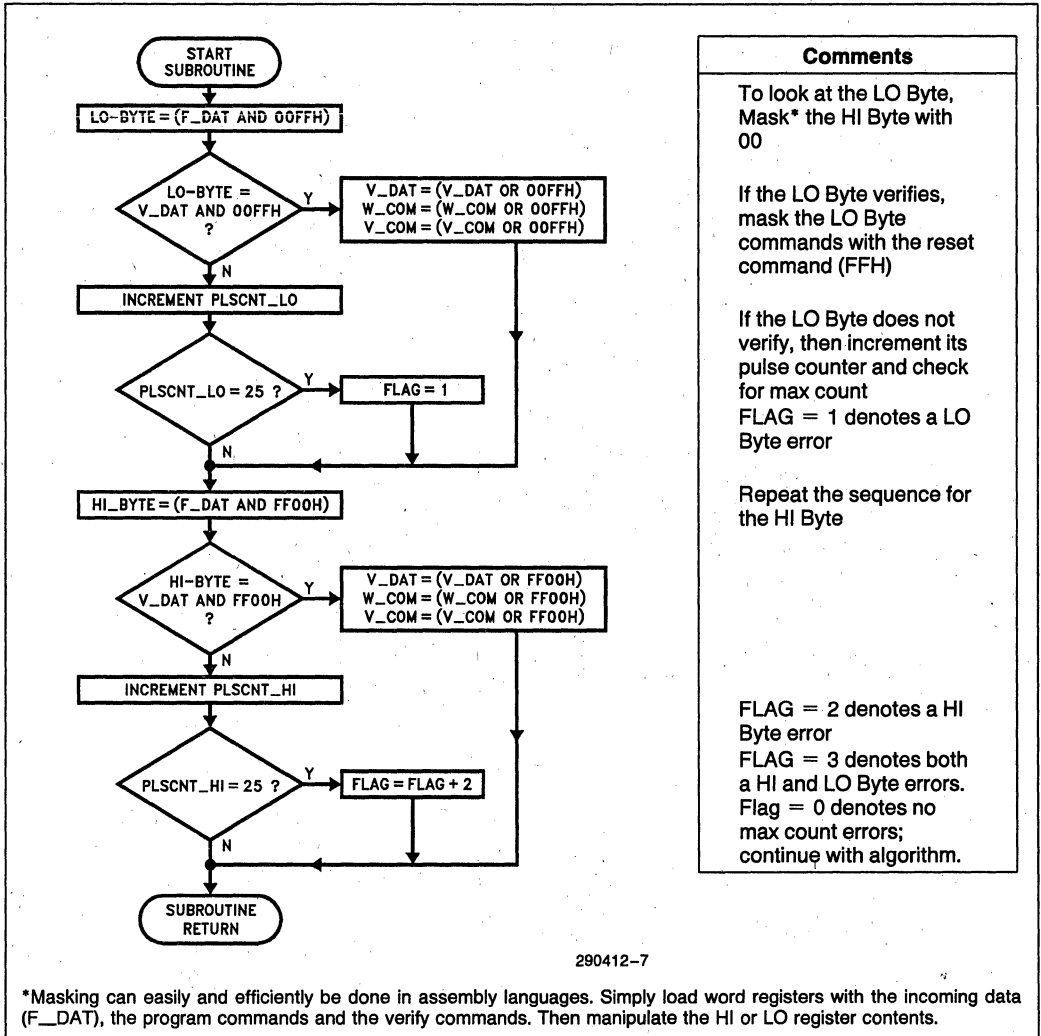 START
SUBROUTINE
LO-BYTE = (F_DAT AND 00FFH)
LO-BYTE =
V_DAT AND 00FFH
?
Y
V_DAT = (V_DAT OR 00FFH)
W_COM = (W_COM OR 00FFH)
V_COM = (V_COM OR 00FFH)
N
INCREMENT PLSCNT_LO
PLSCNT_LO = 25 ?
Y
FLAG = 1
N
HI_BYTE = (F_DAT AND FF00H)
HI-BYTE =
V_DAT AND FF00H
?
Y
V_DAT = (V_DAT OR FF00H)
W_COM = (W_COM OR FF00H)
V_COM = (V_COM OR FF00H)
N
INCREMENT PLSCNT_HI
PLSCNT_HI = 25 ?
Y
FLAG = FLAG + 2
N
SUBROUTINE
RETURN
Comments
To look at the LO Byte,
Mask* the HI Byte with
00
If the LO Byte verifies,
mask the LO Byte
commands with the reset
command (FFH)
If the LO Byte does not
verify, then increment its
pulse counter and check
for max count
FLAG = 1 denotes a LO
Byte error
Repeat the sequence for
the HI Byte
FLAG = 2 denotes a HI
Byte error
FLAG = 3 denotes both
a HI and LO Byte errors.
Flag = 0 denotes no
max count errors;
continue with algorithm.
290412-7
*Masking can easily and efficiently be done in assembly languages. Simply load word registers with the incoming data
(F_DAT), the program commands and the verify commands. Then manipulate the HI or LO register contents.